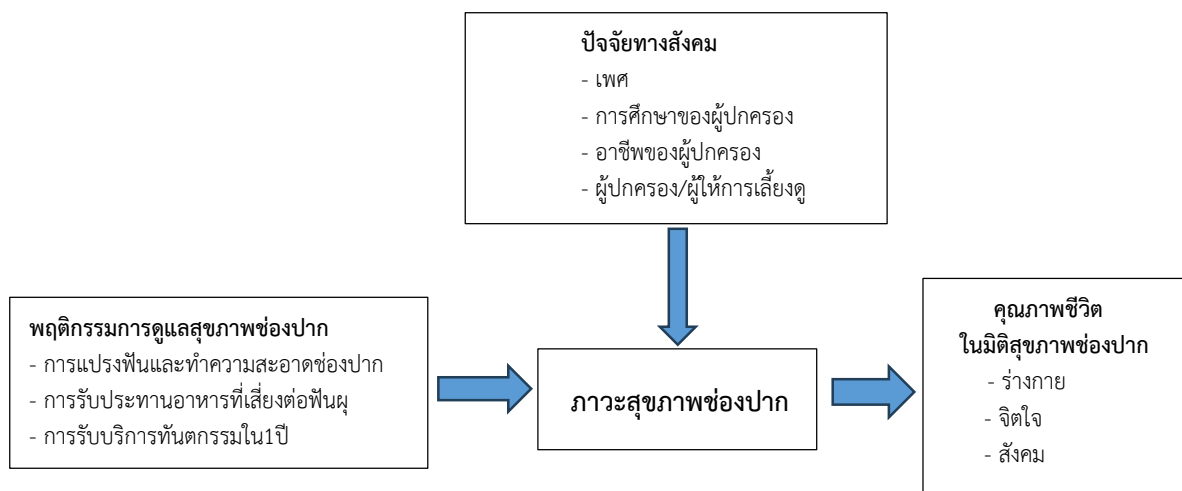 ปัจจัยทางสังคม
- เพศ
- การศึกษาของผู้ปกครอง
- อาชีพของผู้ปกครอง
- ผู้ปกครอง/ผู้ให้การเลี้ยงดู
พฤติกรรมการดูแลสุขภาพช่องปาก
- การแปรงฟันและทำความสะอาดช่องปาก
- การรับประทานอาหารที่เสี่ยงต่อฟันผุ
- การรับบริการทันตกรรมใน1ปี
ภาวะสุขภาพช่องปาก
คุณภาพชีวิต
ในมิติสุขภาพช่องปาก
- ร่างกาย
- จิตใจ
- สังคม